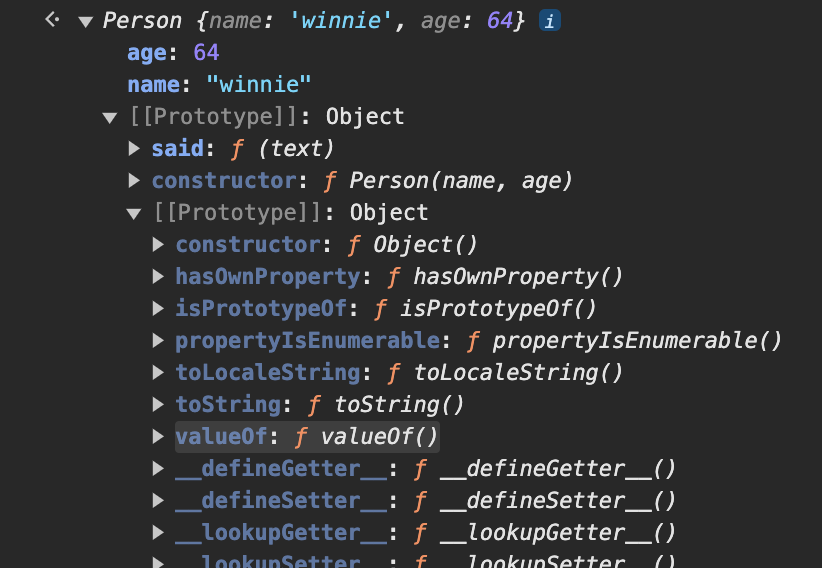 Person {name: 'winnie', age: 64} i
age: 64
name: "winnie"
[[Prototype]]: Object
said: ƒ (text)
constructor: ƒ Person(name, age)
[[Prototype]]: Object
constructor: ƒ Object()
hasOwnProperty: ƒ hasOwnProperty()
isPrototypeOf: ƒ isPrototypeOf()
propertyIsEnumerable: ƒ propertyIsEnumerable()
toLocaleString: ƒ toLocaleString()
toString: ƒ toString()
valueOf: ƒ valueOf()
__defineGetter__: ƒ __defineGetter__()
__defineSetter__: ƒ __defineSetter__()
__lookupGetter__: ƒ __lookupGetter__()
__lookupSetter__: ƒ __lookupSetter__()